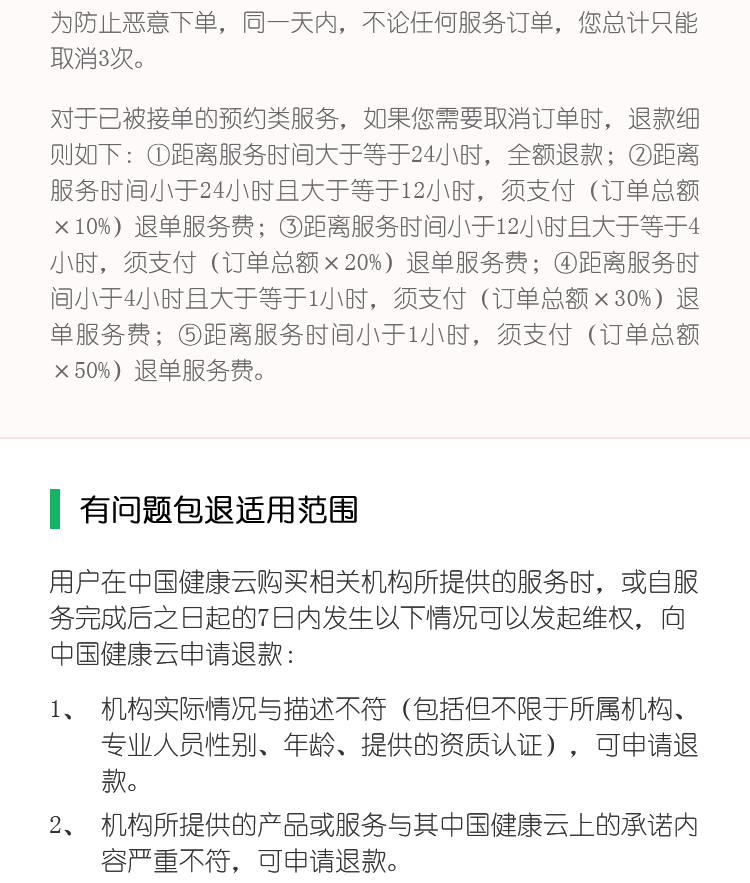 为防止恶意下单，同一天内，不论任何服务订单，您总计只能
取消3次。
对于已被接单的预约类服务，如果您需要取消订单时，退款细
则如下：①距离服务时间大于等于24小时，全额退款；②距离
服务时间小于24小时且大于等于12小时，须支付（订单总额
×10%）退单服务费；③距离服务时间小于12小时且大于等于4
小时，须支付（订单总额×20%）退单服务费；④距离服务时
间小于4小时且大于等于1小时，须支付（订单总额×30%）退
单服务费；⑤距离服务时间小于1小时，须支付（订单总额
×50%）退单服务费。
有问题包退适用范围
用户在中国健康云购买相关机构所提供的服务时，或自服
务完成后之日起的7日内发生以下情况可以发起维权，向
中国健康云申请退款：
1、 机构实际情况与描述不符（包括但不限于所属机构、
专业人员性别、年龄、提供的资质认证），可申请退
款。
2、 机构所提供的产品或服务与其中国健康云上的承诺内
容严重不符，可申请退款。